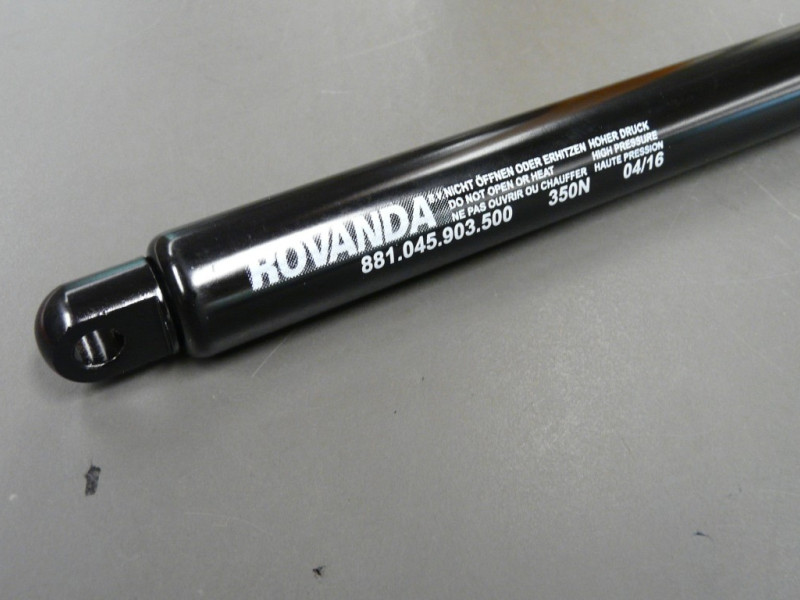 ROVANDA B.V.
881.045.903.500
NICHT ÖFFNEN ODER ERHITZEN HOHER DRUCK
DO NOT OPEN OR HEAT HIGH PRESSURE
NE PAS OUVRIR OU CHAUFFER HAUTE PRESSION
350N 04/16